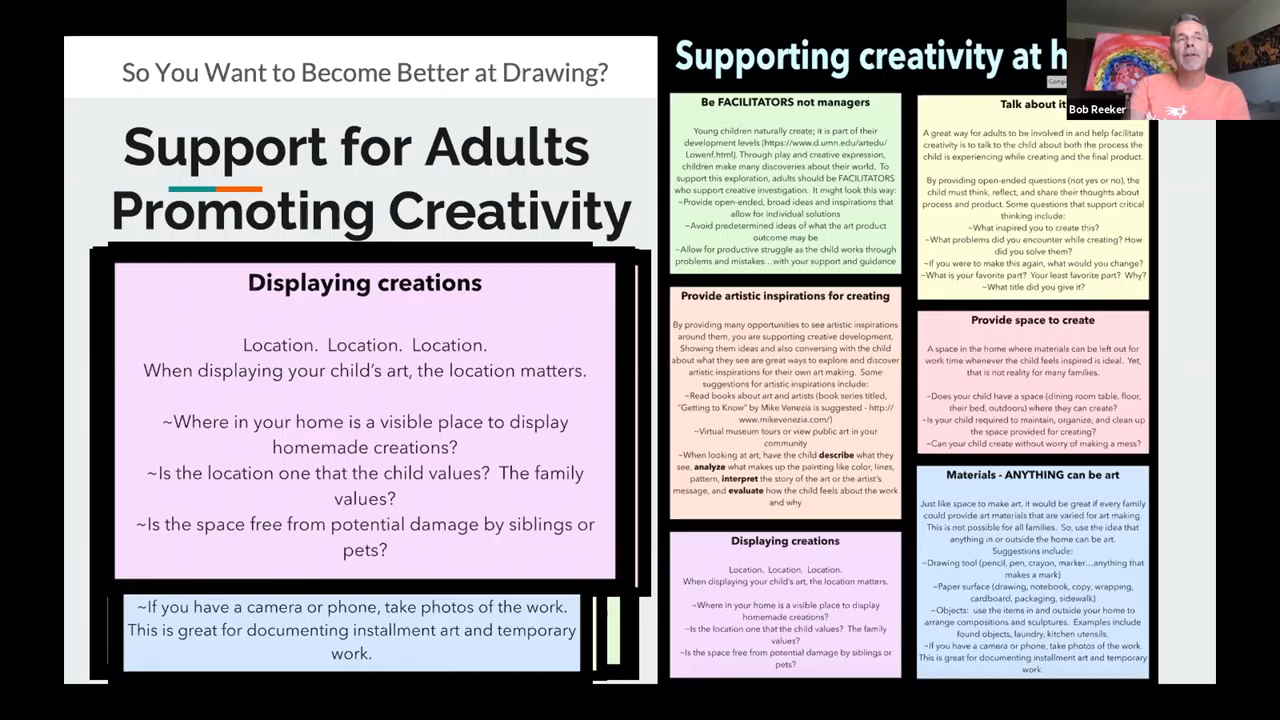 So You Want to Become Better at Drawing?
Support for Adults
Promoting Creativity
Displaying creations
Location. Location. Location.
When displaying your child's art, the location matters.
~Where in your home is a visible place to display
homemade creations?
~Is the location one that the child values? The family
values?
~Is the space free from potential damage by siblings or
pets?
~If you have a camera or phone, take photos of the work.
This is great for documenting installment art and temporary
work.
Supporting creativity at h
Be FACILITATORS not managers
Young children naturally create; it is part of their
development levels (https://www.d.umn.edu/artedu/
Lowenf.html). Through play and creative expression,
children make many discoveries about their world. To
support this exploration, adults should be FACILITATORS
who support creative investigation. It might look this way:
~Provide open-ended, broad ideas and inspirations that
allow for individual solutions
~Avoid predetermined ideas of what the art product
outcome may be
~Allow for productive struggle as the child works through
problems and mistakes...with your support and guidance
Provide artistic inspirations for creating
By providing many opportunities to see artistic inspirations
around them, you are supporting creative development.
Showing them ideas and also conversing with the child
about what they see are great ways to explore and discover
artistic inspirations for their own art making. Some
suggestions for artistic inspirations include:
~Read books about art and artists (book series titled,
"Getting to Know" by Mike Venezia is suggested - http://
www.mikevenezia.com/)
~Virtual museum tours or view public art in your
community
~When looking at art, have the child describe what they
see, analyze what makes up the painting like color, lines,
pattern, interpret the story of the art or the artist's
message, and evaluate how the child feels about the work
and why
Displaying creations
Location. Location. Location.
When displaying your child's art, the location matters.
~Where in your home is a visible place to display
homemade creations?
~Is the location one that the child values? The family
values?
~Is the space free from potential damage by siblings or
pets?
Talk about it
A great way for adults to be involved in and help facilitate
creativity is to talk to the child about both the process the
child is experiencing while creating and the final product.
By providing open-ended questions (not yes or no), the
child must think, reflect, and share their thoughts about
process and product. Some questions that support critical
thinking include:
~What inspired you to create this?
~What problems did you encounter while creating? How
did you solve them?
~If you were to make this again, what would you change?
~What is your favorite part? Your least favorite part? Why?
~What title did you give it?
Provide space to create
A space in the home where materials can be left out for
work time whenever the child feels inspired is ideal. Yet,
that is not reality for many families.
~Does your child have a space (dining room table, floor,
their bed, outdoors) where they can create?
~Is your child required to maintain, organize, and clean up
the space provided for creating?
~Can your child create without worry of making a mess?
Materials - ANYTHING can be art
Just like space to make art, it would be great if every family
could provide art materials that are varied for art making.
This is not possible for all families. So, use the idea that
anything in or outside the home can be art.
Suggestions include:
~Drawing tool (pencil, pen, crayon, marker...anything that
makes a mark)
~Paper surface (drawing, notebook, copy, wrapping,
cardboard, packaging, sidewalk)
~Objects: use the items in and outside your home to
arrange compositions and sculptures. Examples include
found objects, laundry, kitchen utensils.
~If you have a camera or phone, take photos of the work.
This is great for documenting installment art and temporary
work.
Bob Reeker